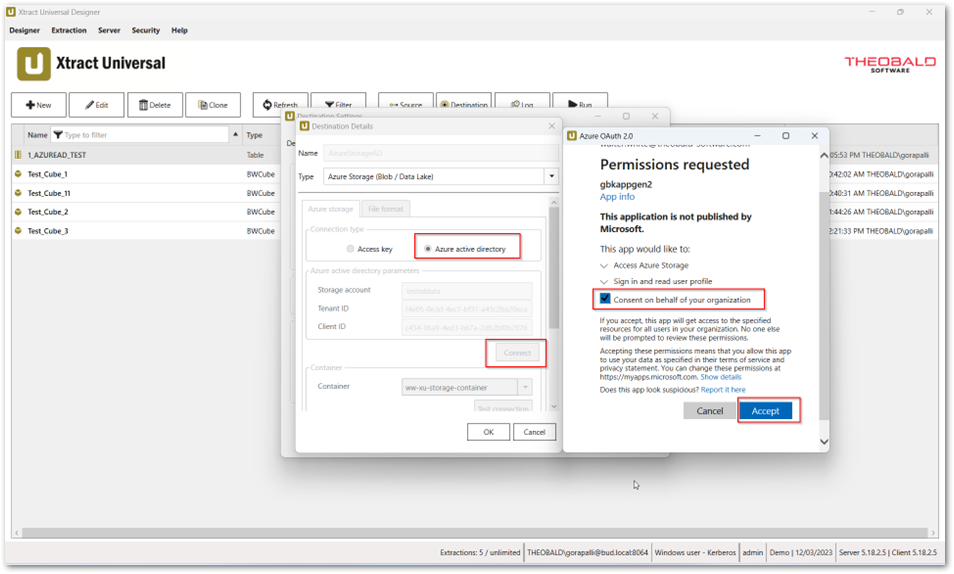 Xtract Universal Designer
Designer Extraction Server Security Help
Xtract Universal
THEOBALD
SOFTWARE
New Edit Delete Clone Refresh Filter Source Destination Log Run
Name Type to filter Type
1_AZUREAD_TEST Table
Test_Cube_1 BWCube
Test_Cube_11 BWCube
Test_Cube_2 BWCube
Test_Cube_3 BWCube
:05:53 PM THEOBALD\gorapalli
0:42:02 AM THEOBALD\gorapalli
0:40:31 AM THEOBALD\gorapalli
1:44:26 AM THEOBALD\gorapalli
2:21:33 PM THEOBALD\gorapalli
Destination Settings
De
Destination Details
Name AzureStorageAD
Type Azure Storage (Blob / Data Lake)
Azure storage File format
Connection type
Access key Azure active directory
Azure active directory parameters
Storage account
Tenant ID
Client ID
Connect
Container
Container ww-xu-storage-container
Test connection
OK Cancel
Azure OAuth 2.0
walter.white@theobald-software.com
Permissions requested
gbkappgen2
App info
This application is not published by
Microsoft.
This app would like to:
Access Azure Storage
Sign in and read user profile
Consent on behalf of your organization
If you accept, this app will get access to the specified
resources for all users in your organization. No one else
will be prompted to review these permissions.
Accepting these permissions means that you allow this app
to use your data as specified in their terms of service and
privacy statement. You can change these permissions at
https://myapps.microsoft.com. Show details
Does this app look suspicious? Report it here
Cancel Accept
Extractions: 5 / unlimited THEOBALD\gorapalli@bud.local:8064 Windows user - Kerberos admin Demo | 12/03/2023 Server 5.18.2.5 | Client 5.18.2.5